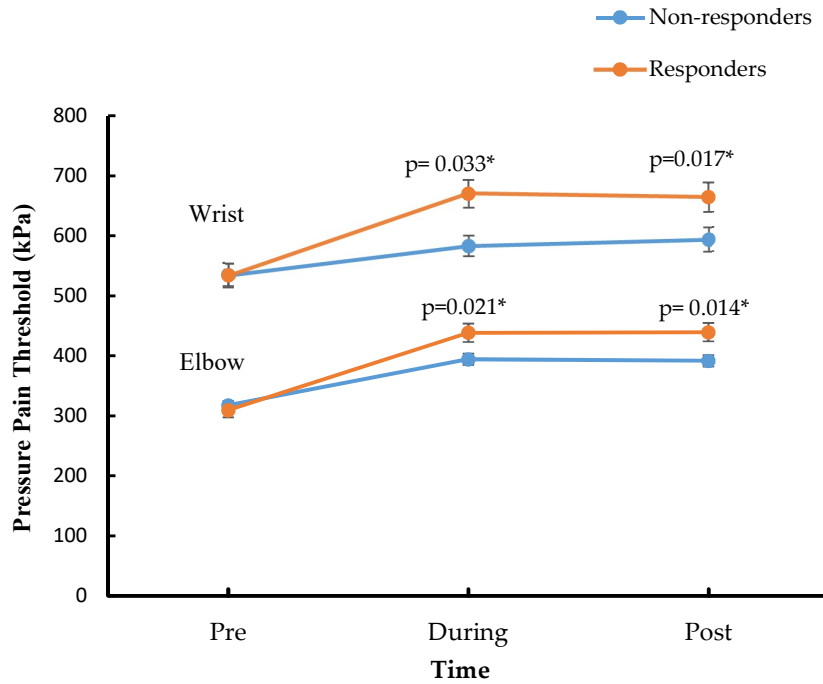 Non-responders
Responders
800
700
600
500
400
300
200
100
0
Pressure Pain Threshold (kPa)
p= 0.033*
p=0.017*
Wrist
p=0.021*
p= 0.014*
Elbow
Pre
During
Post
Time